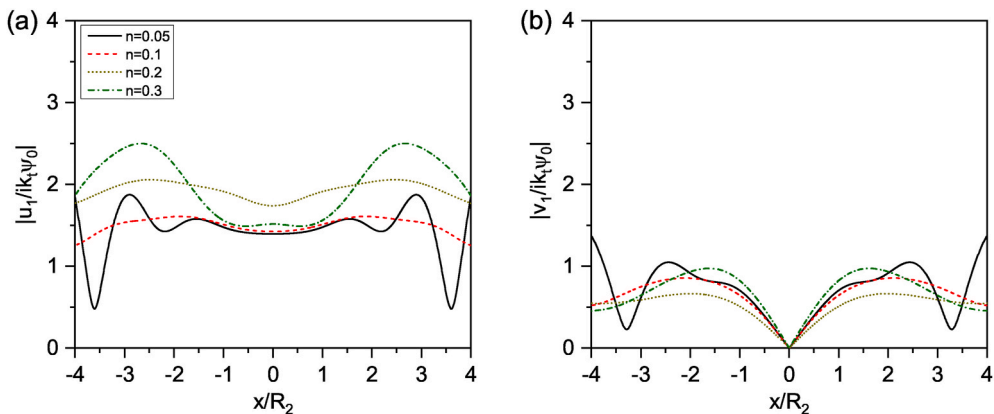 (a)
|u₁/ik_tψ₀|
4
3
2
1
0
n=0.05
n=0.1
n=0.2
n=0.3
-4 -3 -2 -1 0 1 2 3 4
x/R₂
(b)
|v₁/ik_tψ₀|
4
3
2
1
0
-4 -3 -2 -1 0 1 2 3 4
x/R₂